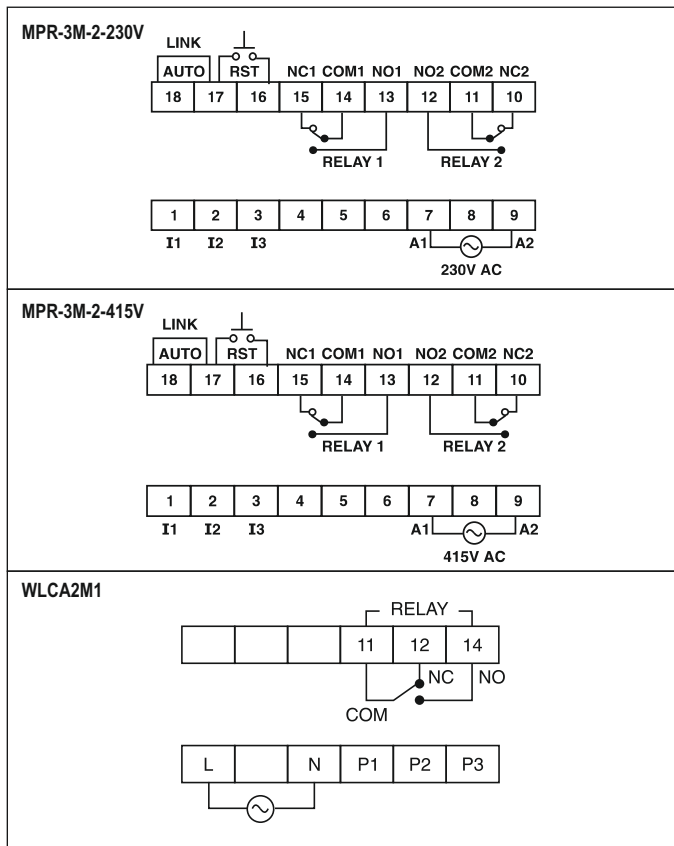 MPR-3M-2-230V
LINK
AUTO RST NC1 COM1 NO1 NO2 COM2 NC2
18 17 16 15 14 13 12 11 10
RELAY 1 RELAY 2
1 2 3 4 5 6 7 8 9
I1 I2 I3 A1 A2
230V AC
MPR-3M-2-415V
LINK
AUTO RST NC1 COM1 NO1 NO2 COM2 NC2
18 17 16 15 14 13 12 11 10
RELAY 1 RELAY 2
1 2 3 4 5 6 7 8 9
I1 I2 I3 A1 A2
415V AC
WLCA2M1
RELAY
11 12 14
NC NO
COM
L N P1 P2 P3